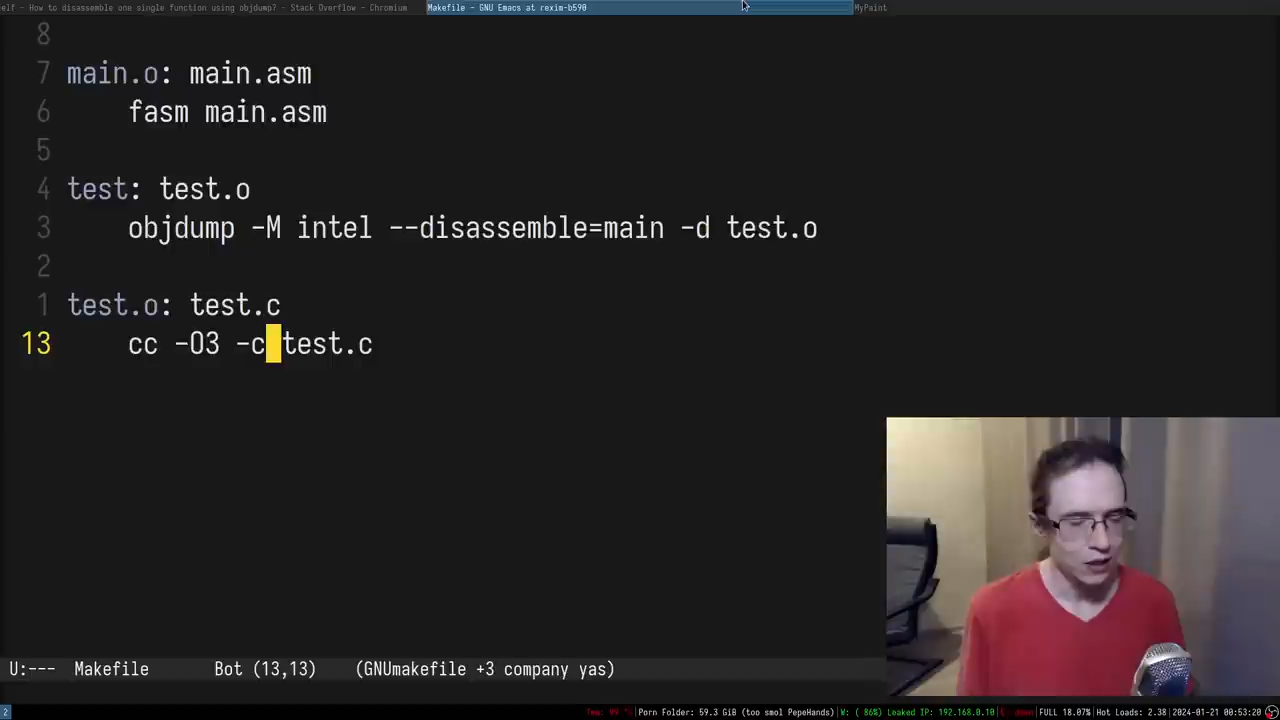 elf - How to disassemble one single function using objdump? - Stack Overflow - Chromium Makefile - GNU Emacs at rexim-b590 MyPaint
8
7 main.o: main.asm
6 fasm main.asm
5
4 test: test.o
3 objdump -M intel --disassemble=main -d test.o
2
1 test.o: test.c
13 cc -O3 -c test.c
U:--- Makefile Bot (13,13) (GNUmakefile +3 company yas)
2 Porn Folder: 59.3 GiB (too smol PepeHands) W: ( 86%) Leaked IP: 192.168.0.10 E: down FULL 18.07% Hot Loads: 2.38 2024-01-21 00:53:20